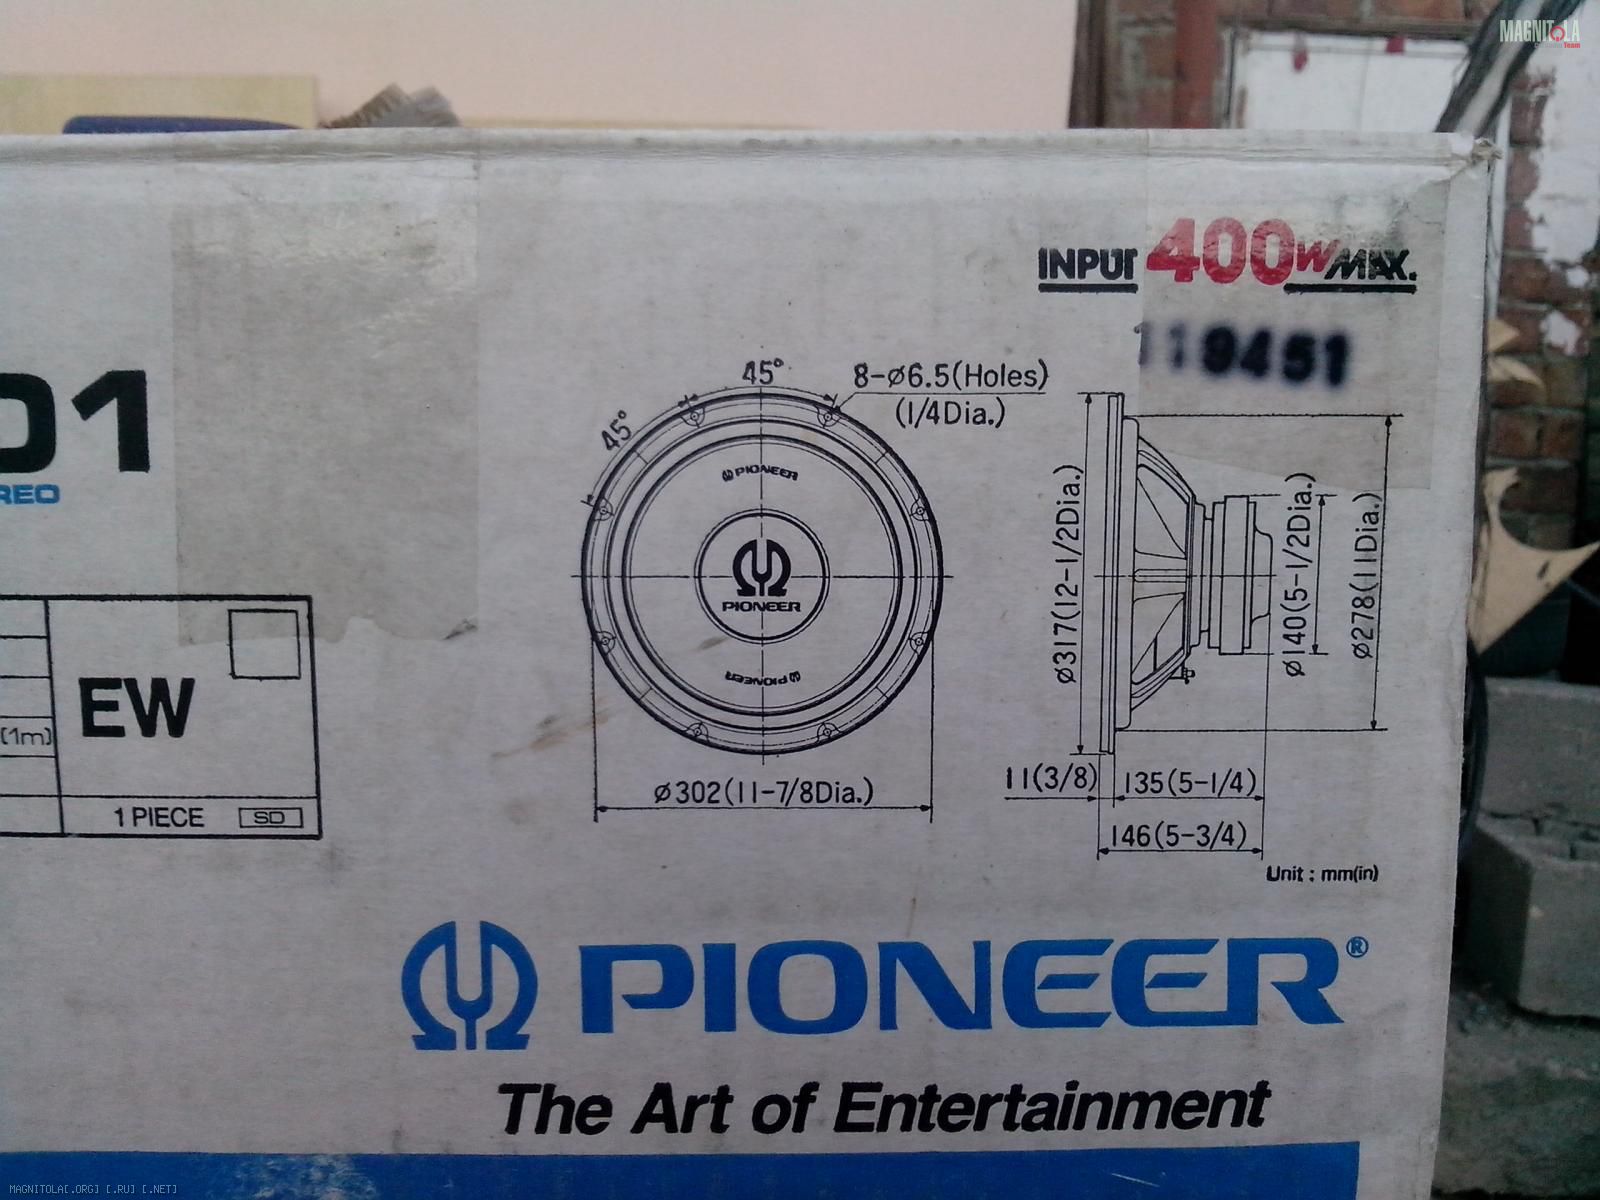 MAGNITOLA
Team
INPUT 400W MAX.
119451
01
REO
45°
45°
8-ø6.5(Holes)
(1/4Dia.)
PIONEER
PIONEER
PIONEER
ø317(12-1/2Dia.)
ø140(5-1/2Dia.)
ø278(11Dia.)
ø302(11-7/8Dia.)
11(3/8)
135(5-1/4)
146(5-3/4)
Unit : mm(in)
(1m)
EW
1 PIECE
SD
PIONEER®
The Art of Entertainment
MAGNITOLA[.ORG] [.RU] [.NET]